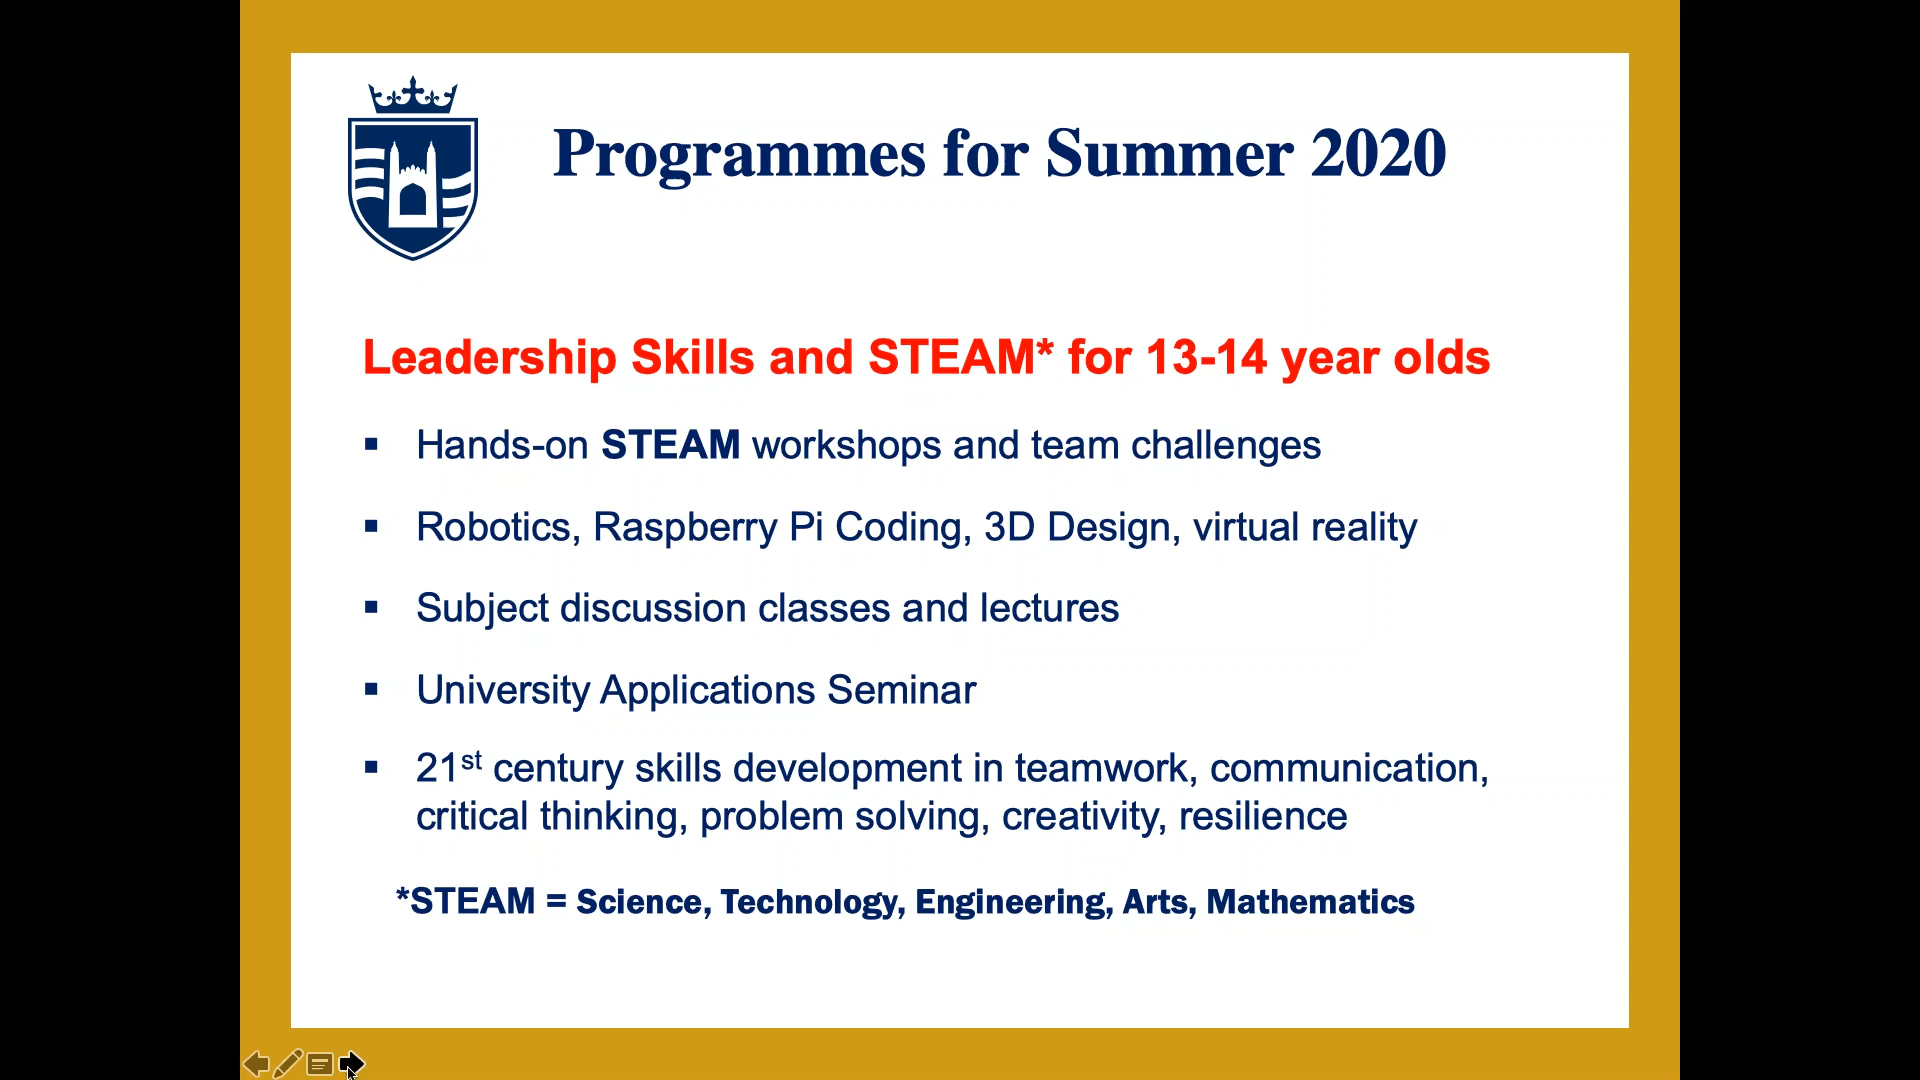 Programmes for Summer 2020
Leadership Skills and STEAM* for 13-14 year olds
▪ Hands-on STEAM workshops and team challenges
▪ Robotics, Raspberry Pi Coding, 3D Design, virtual reality
▪ Subject discussion classes and lectures
▪ University Applications Seminar
▪ 21st century skills development in teamwork, communication,
critical thinking, problem solving, creativity, resilience
*STEAM = Science, Technology, Engineering, Arts, Mathematics